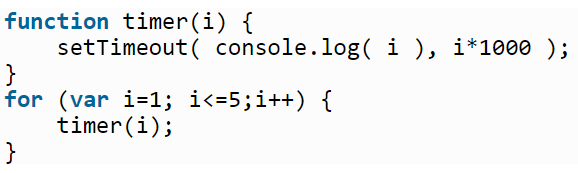 function timer(i) {
    setTimeout( console.log( i ), i*1000 );
}
for (var i=1; i<=5;i++) {
    timer(i);
}